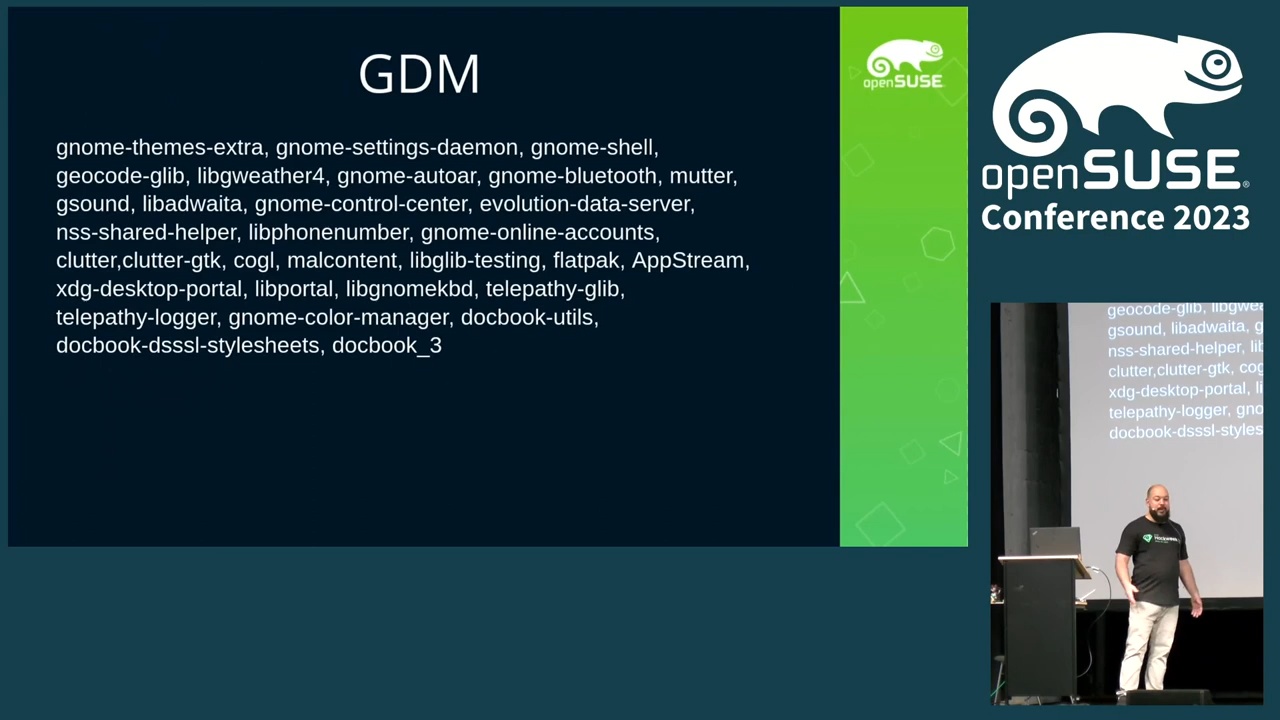 GDM
gnome-themes-extra, gnome-settings-daemon, gnome-shell,
geocode-glib, libgweather4, gnome-autoar, gnome-bluetooth, mutter,
gsound, libadwaita, gnome-control-center, evolution-data-server,
nss-shared-helper, libphonenumber, gnome-online-accounts,
clutter,clutter-gtk, cogl, malcontent, libglib-testing, flatpak, AppStream,
xdg-desktop-portal, libportal, libgnomekbd, telepathy-glib,
telepathy-logger, gnome-color-manager, docbook-utils,
docbook-dsssl-stylesheets, docbook_3
openSUSE
openSUSE®
Conference 2023
geocode-glib, libgwea
gsound, libadwaita, g
nss-shared-helper, lib
clutter,clutter-gtk, cog
xdg-desktop-portal, li
telepathy-logger, gno
docbook-dsssl-styles